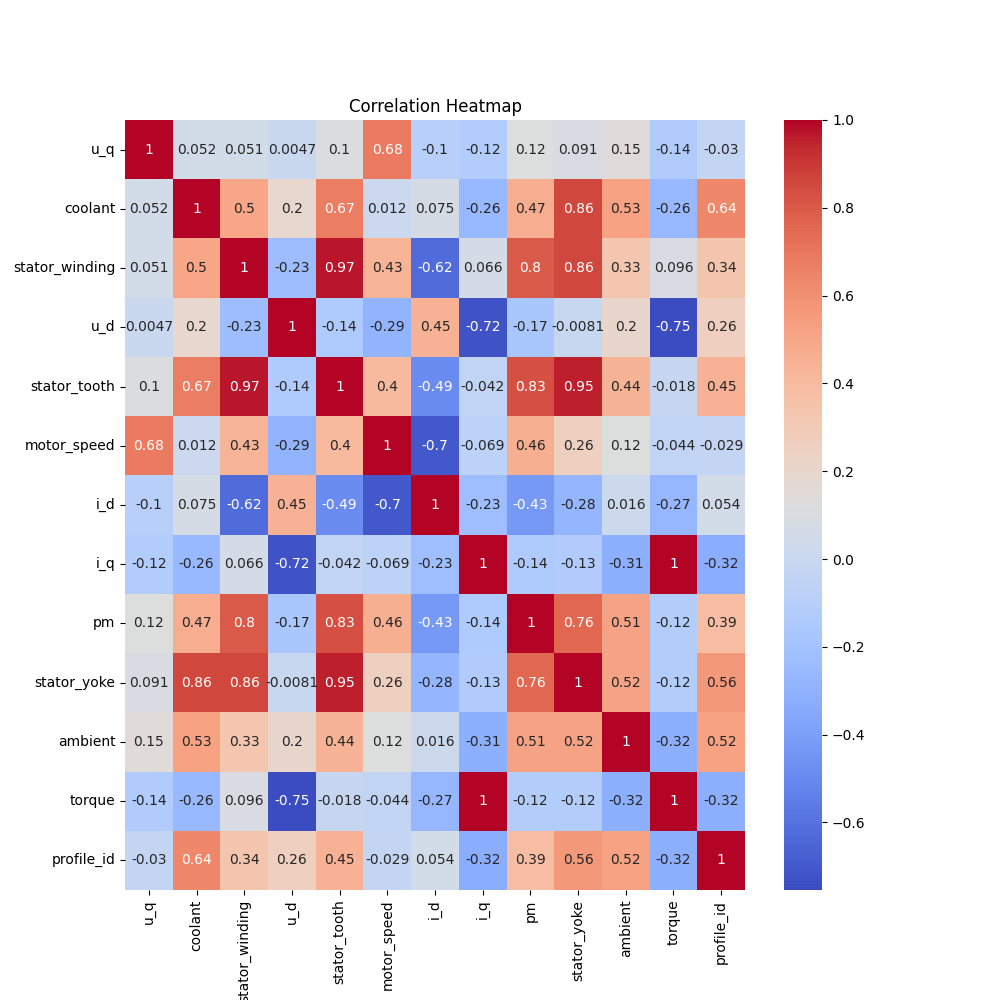 Correlation Heatmap
u_q 1 0.052 0.051 0.0047 0.1 0.68 -0.1 -0.12 0.12 0.091 0.15 -0.14 -0.03
coolant 0.052 1 0.5 0.2 0.67 0.012 0.075 -0.26 0.47 0.86 0.53 -0.26 0.64
stator_winding 0.051 0.5 1 -0.23 0.97 0.43 -0.62 0.066 0.8 0.86 0.33 0.096 0.34
u_d 0.0047 0.2 -0.23 1 -0.14 -0.29 0.45 -0.72 -0.17 -0.0081 0.2 -0.75 0.26
stator_tooth 0.1 0.67 0.97 -0.14 1 0.4 -0.49 -0.042 0.83 0.95 0.44 -0.018 0.45
motor_speed 0.68 0.012 0.43 -0.29 0.4 1 -0.7 -0.069 0.46 0.26 0.12 -0.044 -0.029
i_d -0.1 0.075 -0.62 0.45 -0.49 -0.7 1 -0.23 -0.43 -0.28 0.016 -0.27 0.054
i_q -0.12 -0.26 0.066 -0.72 -0.042 -0.069 -0.23 1 -0.14 -0.13 -0.31 1 -0.32
pm 0.12 0.47 0.8 -0.17 0.83 0.46 -0.43 -0.14 1 0.76 0.51 -0.12 0.39
stator_yoke 0.091 0.86 0.86 -0.0081 0.95 0.26 -0.28 -0.13 0.76 1 0.52 -0.12 0.56
ambient 0.15 0.53 0.33 0.2 0.44 0.12 0.016 -0.31 0.51 0.52 1 -0.32 0.52
torque -0.14 -0.26 0.096 -0.75 -0.018 -0.044 -0.27 1 -0.12 -0.12 -0.32 1 -0.32
profile_id -0.03 0.64 0.34 0.26 0.45 -0.029 0.054 -0.32 0.39 0.56 0.52 -0.32 1
u_q
coolant
stator_winding
u_d
stator_tooth
motor_speed
i_d
i_q
pm
stator_yoke
ambient
torque
profile_id
1.0
0.8
0.6
0.4
0.2
0.0
−0.2
−0.4
−0.6